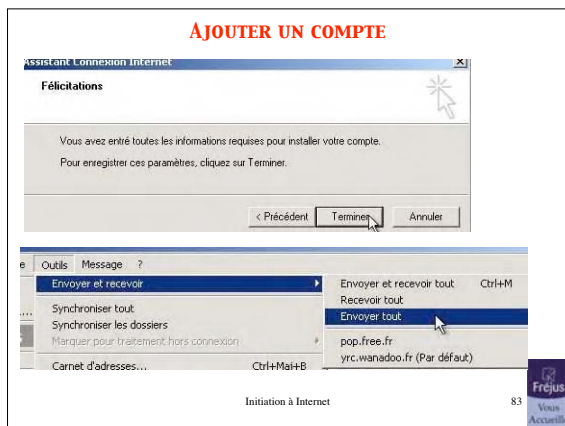 AJOUTER UN COMPTE
Assistant Connexion Internet
Félicitations
Vous avez entré toutes les informations requises pour installer votre compte.
Pour enregistrer ces paramètres, cliquez sur Terminer.
< Précédent Terminer Annuler
e Outils Message ?
Envoyer et recevoir
Envoyer et recevoir tout Ctrl+M
Recevoir tout
Envoyer tout
Synchroniser tout
Synchroniser les dossiers
Marquer pour traitement hors connexion
pop.free.fr
yrc.wanadoo.fr (Par défaut)
Carnet d'adresses... Ctrl+Maj+B
Initiation à Internet 83
Fréjus
Vous
Accueille